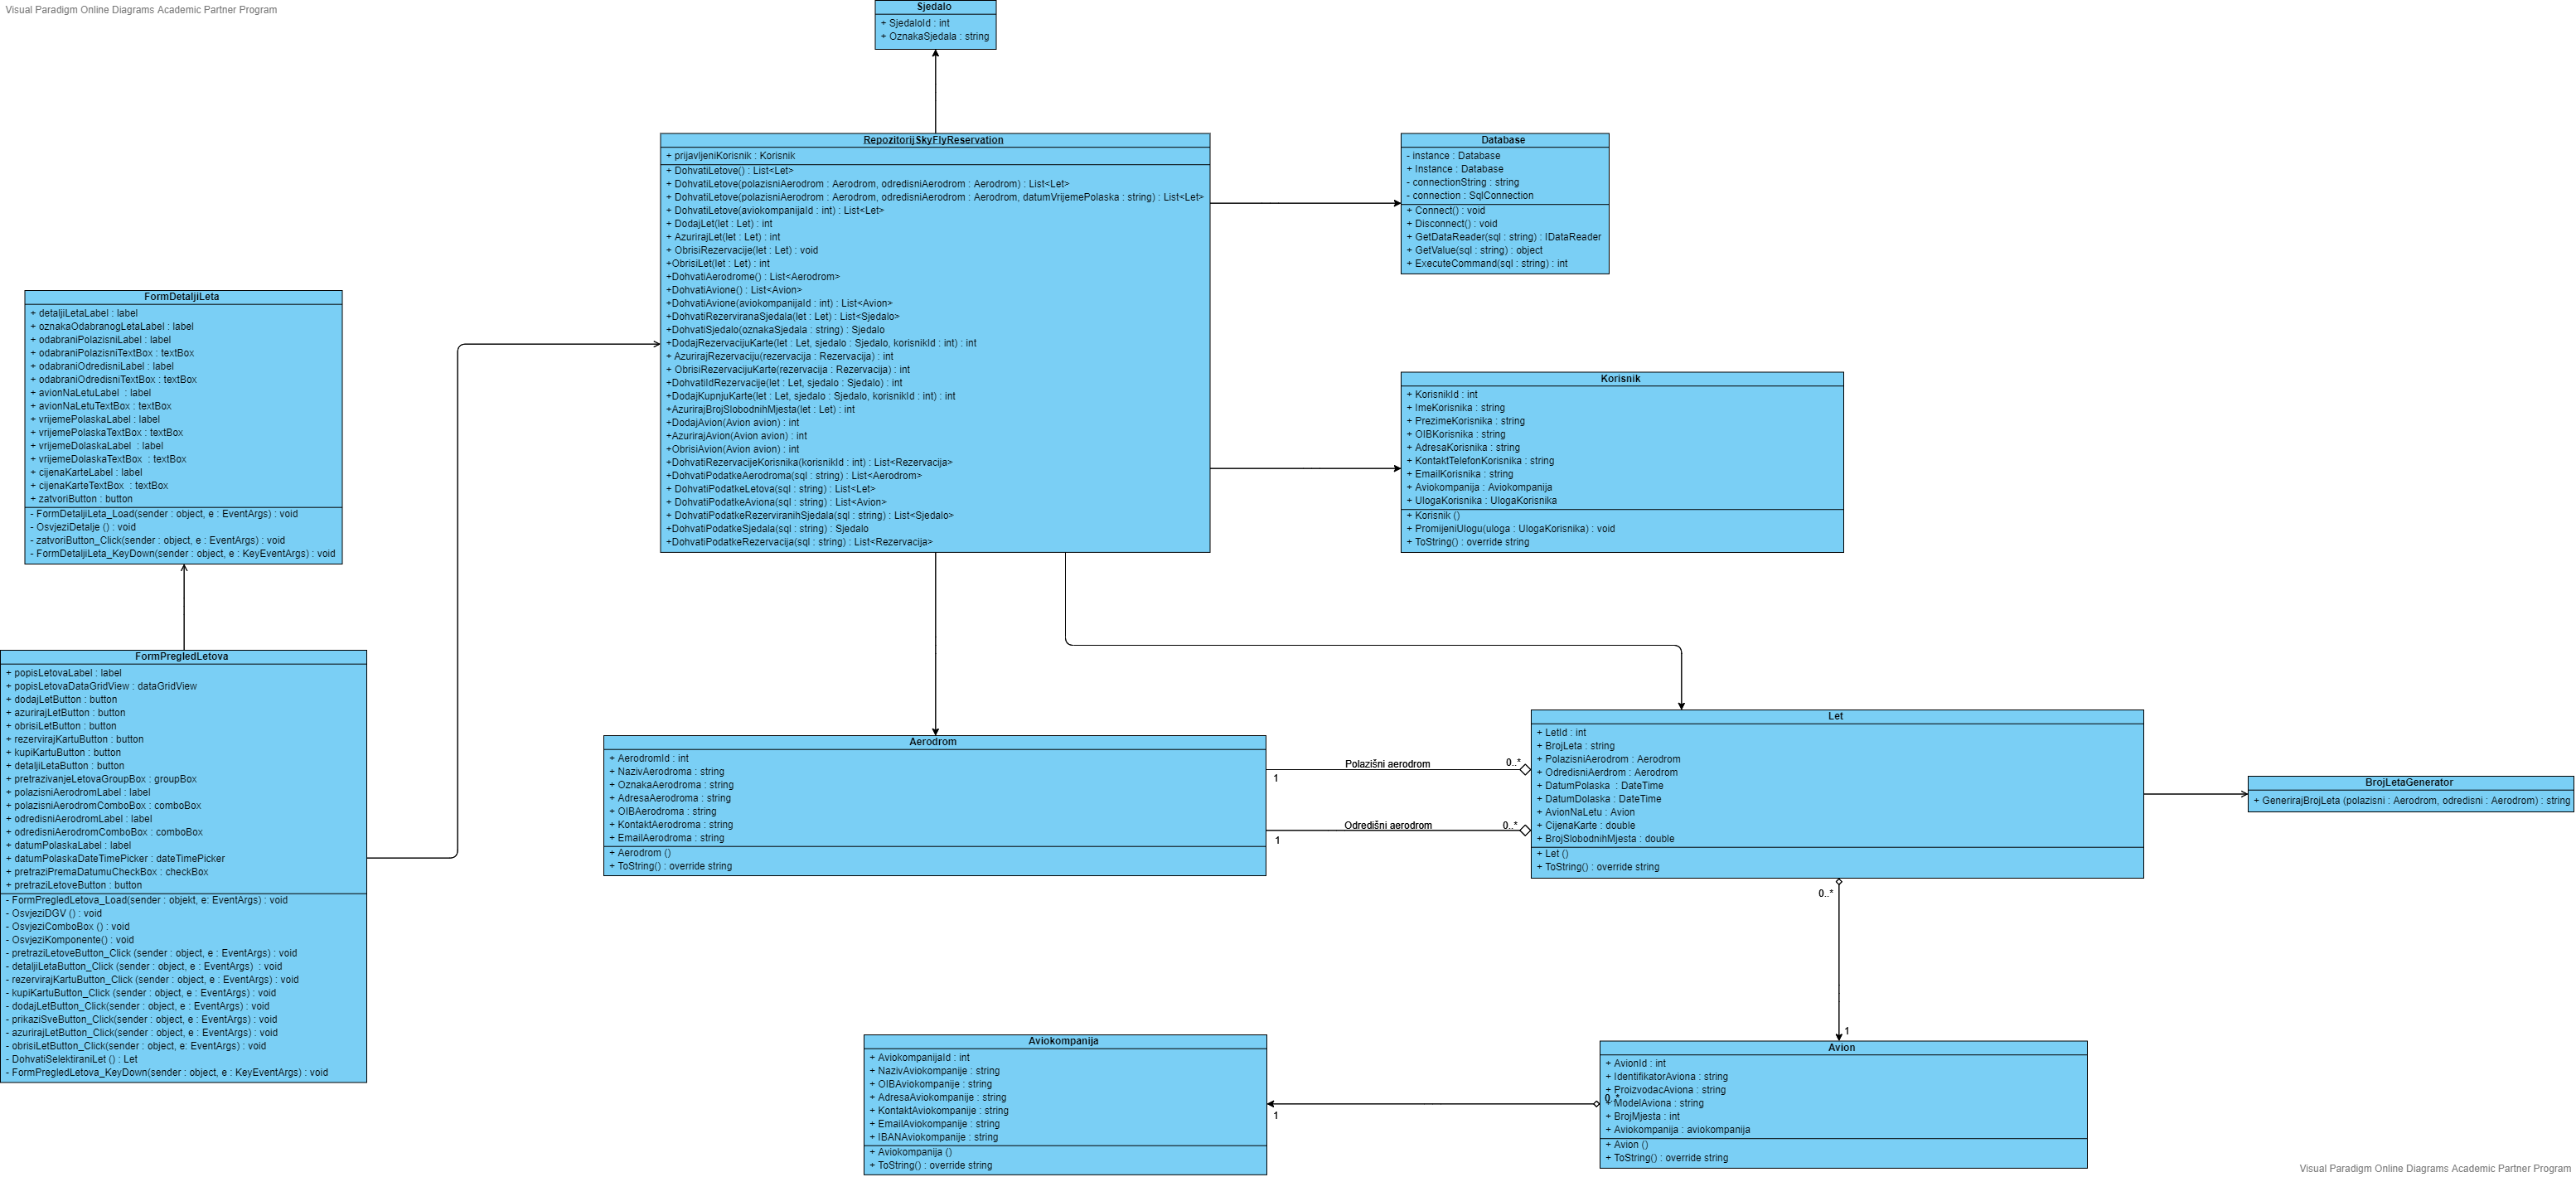 Visual Paradigm Online Diagrams Academic Partner Program
Sjedalo
+ SjedaloId : int
+ OznakaSjedala : string
RepozitorijSkyFlyReservation
+ prijavljeniKorisnik : Korisnik
+ DohvatiLetove() : List<Let>
+ DohvatiLetove(polazisniAerodrom : Aerodrom, odredisniAerodrom : Aerodrom) : List<Let>
+ DohvatiLetove(polazisniAerodrom : Aerodrom, odredisniAerodrom : Aerodrom, datumVrijemePolaska : string) : List<Let>
+ DohvatiLetove(aviokompanijaId : int) : List<Let>
+ DodajLet(let : Let) : int
+ AzurirajLet(let : Let) : int
+ ObrisiRezervacije(let : Let) : void
+ObrisiLet(let : Let) : int
+DohvatiAerodrome() : List<Aerodrom>
+DohvatiAvione() : List<Avion>
+DohvatiAvione(aviokompanijaId : int) : List<Avion>
+DohvatiRezerviranaSjedala(let : Let) : List<Sjedalo>
+DohvatiSjedalo(oznakaSjedala : string) : Sjedalo
+DodajRezervacijuKarte(let : Let, sjedalo : Sjedalo, korisnikId : int) : int
+ AzurirajRezervaciju(rezervacija : Rezervacija) : int
+ ObrisiRezervacijuKarte(rezervacija : Rezervacija) : int
+DohvatiIdRezervacije(let : Let, sjedalo : Sjedalo) : int
+DodajKupnjuKarte(let : Let, sjedalo : Sjedalo, korisnikId : int) : int
+AzurirajBrojSlobodnihMjesta(let : Let) : int
+DodajAvion(Avion avion) : int
+AzurirajAvion(Avion avion) : int
+ObrisiAvion(Avion avion) : int
+DohvatiRezervacijeKorisnika(korisnikId : int) : List<Rezervacija>
+DohvatiPodatkeAerodroma(sql : string) : List<Aerodrom>
+ DohvatiPodatkeLetova(sql : string) : List<Let>
+ DohvatiPodatkeAviona(sql : string) : List<Avion>
+ DohvatiPodatkeRezerviranihSjedala(sql : string) : List<Sjedalo>
+DohvatiPodatkeSjedala(sql : string) : Sjedalo
+DohvatiPodatkeRezervacija(sql : string) : List<Rezervacija>
Database
- instance : Database
+ Instance : Database
- connectionString : string
- connection : SqlConnection
+ Connect() : void
+ Disconnect() : void
+ GetDataReader(sql : string) : IDataReader
+ GetValue(sql : string) : object
+ ExecuteCommand(sql : string) : int
FormDetaljiLeta
+ detaljiLetaLabel : label
+ oznakaOdabranogLetaLabel : label
+ odabraniPolazisniLabel : label
+ odabraniPolazisniTextBox : textBox
+ odabraniOdredisniLabel : label
+ odabraniOdredisniTextBox : textBox
+ avionNaLetuLabel : label
+ avionNaLetuTextBox : textBox
+ vrijemePolaskaLabel : label
+ vrijemePolaskaTextBox : textBox
+ vrijemeDolaskaLabel : label
+ vrijemeDolaskaTextBox : textBox
+ cijenaKarteLabel : label
+ cijenaKarteTextBox : textBox
+ zatvoriButton : button
- FormDetaljiLeta_Load(sender : object, e : EventArgs) : void
- OsvjeziDetalje () : void
- zatvoriButton_Click(sender : object, e : EventArgs) : void
- FormDetaljiLeta_KeyDown(sender : object, e : KeyEventArgs) : void
Korisnik
+ KorisnikId : int
+ ImeKorisnika : string
+ PrezimeKorisnika : string
+ OIBKorisnika : string
+ AdresaKorisnika : string
+ KontaktTelefonKorisnika : string
+ EmailKorisnika : string
+ Aviokompanija : Aviokompanija
+ UlogaKorisnika : UlogaKorisnika
+ Korisnik ()
+ PromijeniUlogu(uloga : UlogaKorisnika) : void
+ ToString() : override string
FormPregledLetova
+ popisLetovaLabel : label
+ popisLetovaDataGridView : dataGridView
+ dodajLetButton : button
+ azurirajLetButton : button
+ obrisiLetButton : button
+ rezervirajKartuButton : button
+ kupiKartuButton : button
+ detaljiLetaButton : button
+ pretrazivanjeLetovaGroupBox : groupBox
+ polazisniAerodromLabel : label
+ polazisniAerodromComboBox : comboBox
+ odredisniAerodromLabel : label
+ odredisniAerodromComboBox : comboBox
+ datumPolaskaLabel : label
+ datumPolaskaDateTimePicker : dateTimePicker
+ pretraziPremaDatumuCheckBox : checkBox
+ pretraziLetoveButton : button
- FormPregledLetova_Load(sender : objekt, e: EventArgs) : void
- OsvjeziDGV () : void
- OsvjeziComboBox () : void
- OsvjeziKomponente() : void
- pretraziLetoveButton_Click (sender : object, e : EventArgs) : void
- detaljiLetaButton_Click (sender : object, e : EventArgs) : void
- rezervirajKartuButton_Click (sender : object, e : EventArgs) : void
- kupiKartuButton_Click (sender : object, e : EventArgs) : void
- dodajLetButton_Click(sender : object, e : EventArgs) : void
- prikaziSveButton_Click(sender : object, e : EventArgs) : void
- azurirajLetButton_Click(sender : object, e : EventArgs) : void
- obrisiLetButton_Click(sender : object, e: EventArgs) : void
- DohvatiSelektiraniLet () : Let
- FormPregledLetova_KeyDown(sender : object, e : KeyEventArgs) : void
Aerodrom
+ AerodromId : int
+ NazivAerodroma : string
+ OznakaAerodroma : string
+ AdresaAerodroma : string
+ OIBAerodroma : string
+ KontaktAerodroma : string
+ EmailAerodroma : string
+ Aerodrom ()
+ ToString() : override string
Polazišni aerodrom
0..*
1
Odredišni aerodrom
0..*
1
Let
+ LetId : int
+ BrojLeta : string
+ PolazisniAerodrom : Aerodrom
+ OdredisniAerdrom : Aerodrom
+ DatumPolaska : DateTime
+ DatumDolaska : DateTime
+ AvionNaLetu : Avion
+ CijenaKarte : double
+ BrojSlobodnihMjesta : double
+ Let ()
+ ToString() : override string
BrojLetaGenerator
+ GenerirajBrojLeta (polazisni : Aerodrom, odredisni : Aerodrom) : string
0..*
1
Aviokompanija
+ AviokompanijaId : int
+ NazivAviokompanije : string
+ OIBAviokompanije : string
+ AdresaAviokompanije : string
+ KontaktAviokompanije : string
+ EmailAviokompanije : string
+ IBANAviokompanije : string
+ Aviokompanija ()
+ ToString() : override string
1
0..*
Avion
+ AvionId : int
+ IdentifikatorAviona : string
+ ProizvodacAviona : string
+ ModelAviona : string
+ BrojMjesta : int
+ Aviokompanija : aviokompanija
+ Avion ()
+ ToString() : override string
Visual Paradigm Online Diagrams Academic Partner Program